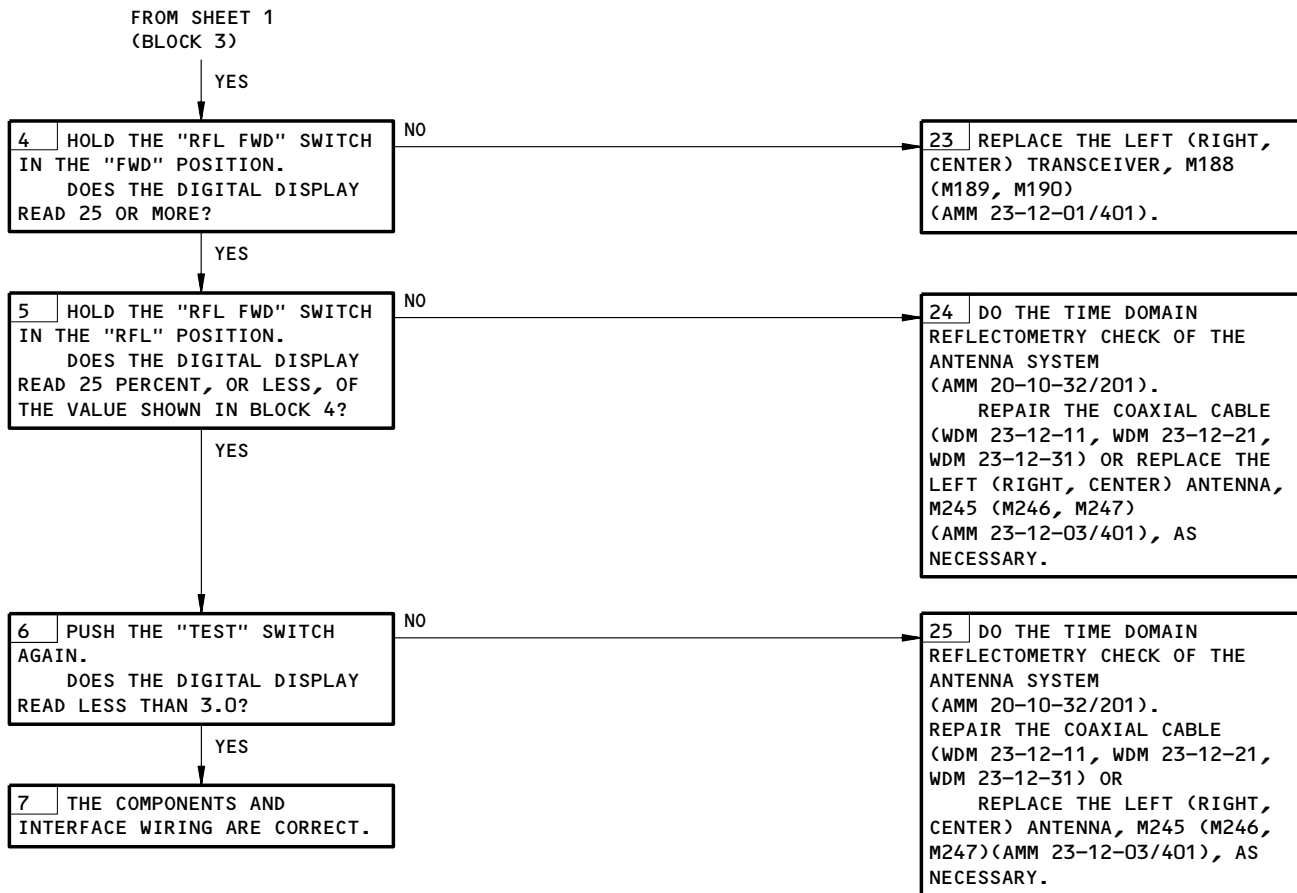 FROM SHEET 1
(BLOCK 3)
YES
4 HOLD THE "RFL FWD" SWITCH
IN THE "FWD" POSITION.
DOES THE DIGITAL DISPLAY
READ 25 OR MORE?
NO
23 REPLACE THE LEFT (RIGHT,
CENTER) TRANSCEIVER, M188
(M189, M190)
(AMM 23-12-01/401).
YES
5 HOLD THE "RFL FWD" SWITCH
IN THE "RFL" POSITION.
DOES THE DIGITAL DISPLAY
READ 25 PERCENT, OR LESS, OF
THE VALUE SHOWN IN BLOCK 4?
NO
24 DO THE TIME DOMAIN
REFLECTOMETRY CHECK OF THE
ANTENNA SYSTEM
(AMM 20-10-32/201).
REPAIR THE COAXIAL CABLE
(WDM 23-12-11, WDM 23-12-21,
WDM 23-12-31) OR REPLACE THE
LEFT (RIGHT, CENTER) ANTENNA,
M245 (M246, M247)
(AMM 23-12-03/401), AS
NECESSARY.
YES
6 PUSH THE "TEST" SWITCH
AGAIN.
DOES THE DIGITAL DISPLAY
READ LESS THAN 3.0?
NO
25 DO THE TIME DOMAIN
REFLECTOMETRY CHECK OF THE
ANTENNA SYSTEM
(AMM 20-10-32/201).
REPAIR THE COAXIAL CABLE
(WDM 23-12-11, WDM 23-12-21,
WDM 23-12-31) OR
REPLACE THE LEFT (RIGHT,
CENTER) ANTENNA, M245 (M246,
M247)(AMM 23-12-03/401), AS
NECESSARY.
YES
7 THE COMPONENTS AND
INTERFACE WIRING ARE CORRECT.